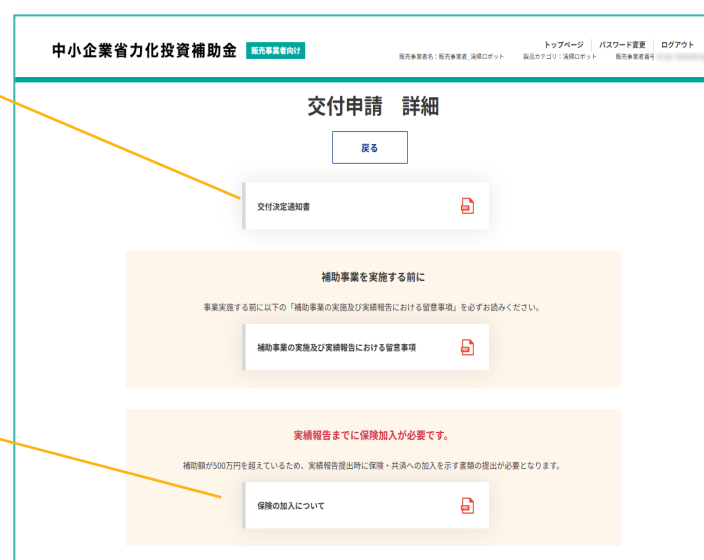 中小企業省力化投資補助金 販売事業者向け
トップページ パスワード変更 ログアウト
販売事業者名：販売事業者_清掃ロボット 製品カテゴリ：清掃ロボット 販売事業者番号
交付申請 詳細
戻る
交付決定通知書
補助事業を実施する前に
事業実施する前に以下の「補助事業の実施及び実績報告における留意事項」を必ずお読みください。
補助事業の実施及び実績報告における留意事項
実績報告までに保険加入が必要です。
補助額が500万円を超えているため、実績報告提出時に保険・共済への加入を示す書類の提出が必要となります。
保険の加入について